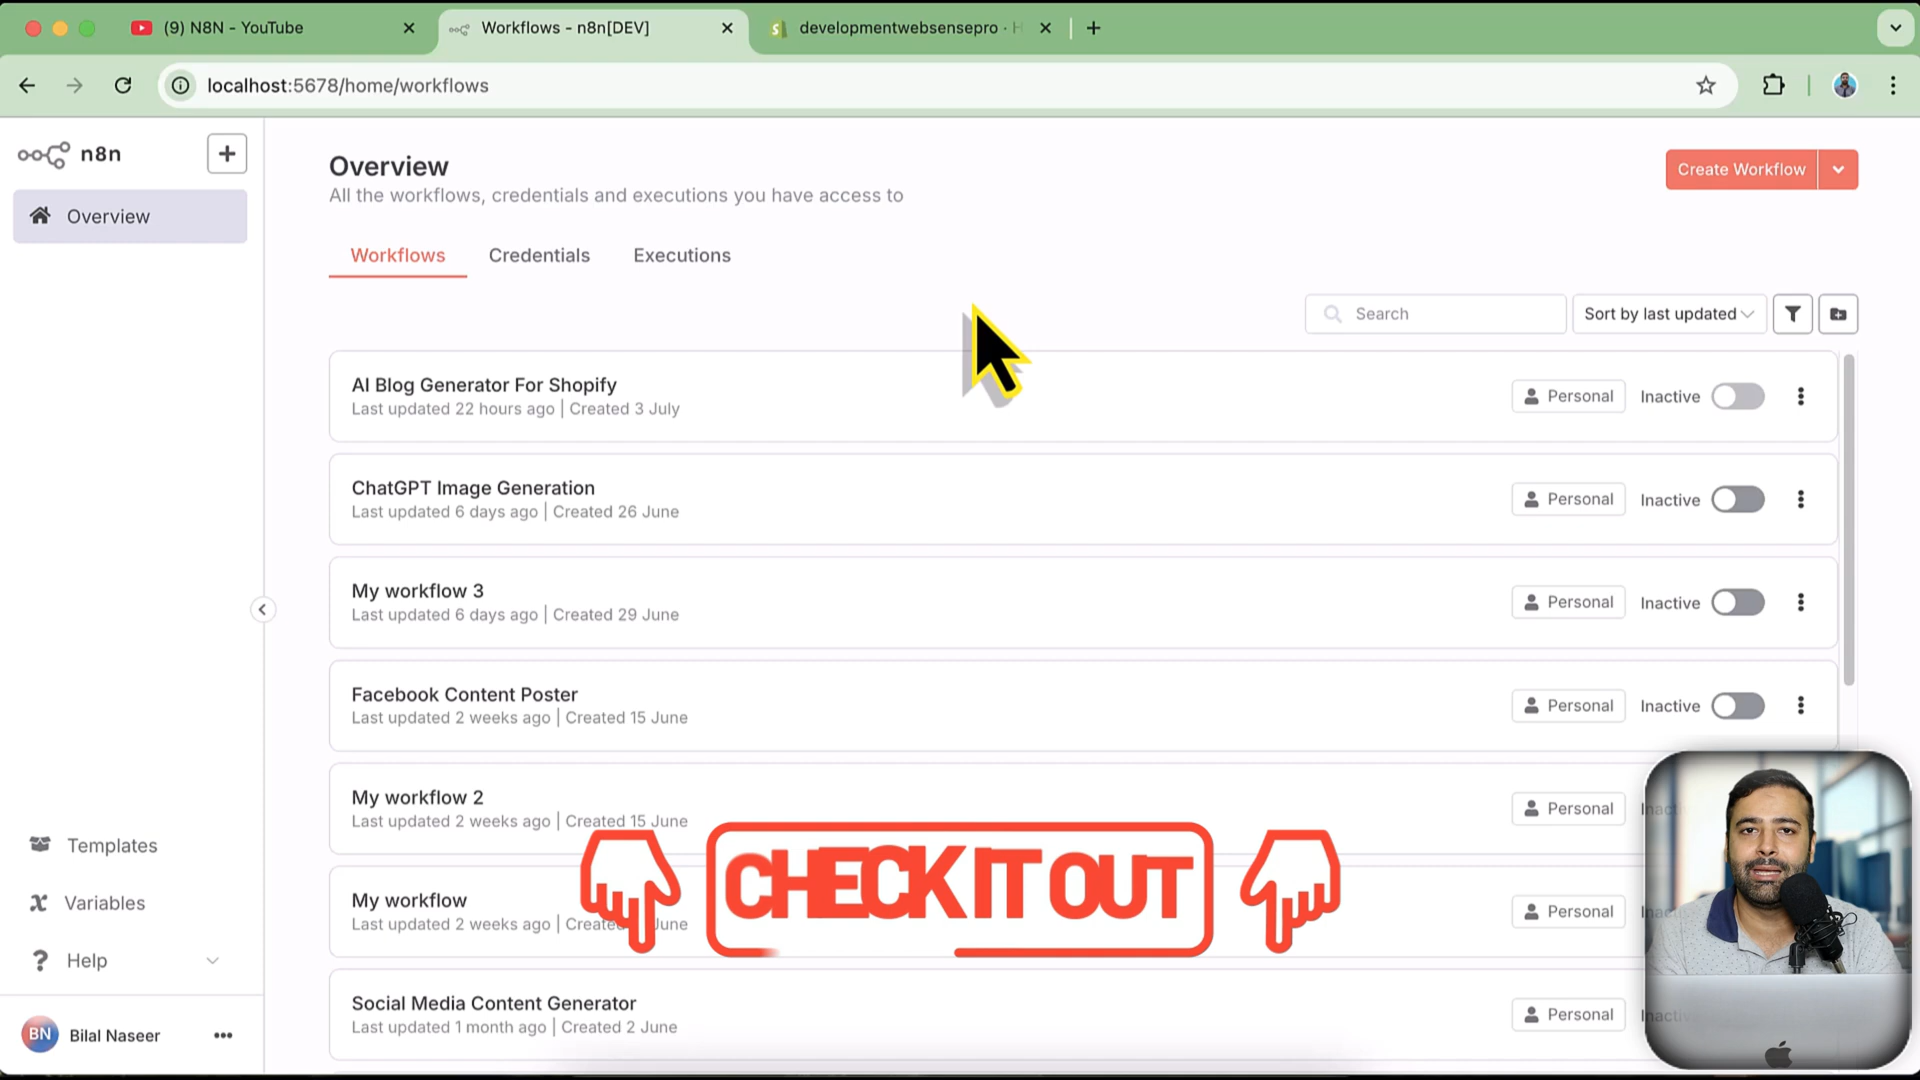 (9) N8N - YouTube
Workflows - n8n[DEV]
developmentwebsensepro · H
localhost:5678/home/workflows
n8n
Overview
Overview
All the workflows, credentials and executions you have access to
Create Workflow
Workflows
Credentials
Executions
Search
Sort by last updated
AI Blog Generator For Shopify
Last updated 22 hours ago | Created 3 July
Personal
Inactive
ChatGPT Image Generation
Last updated 6 days ago | Created 26 June
Personal
Inactive
My workflow 3
Last updated 6 days ago | Created 29 June
Personal
Inactive
Facebook Content Poster
Last updated 2 weeks ago | Created 15 June
Personal
Inactive
My workflow 2
Last updated 2 weeks ago | Created 15 June
Personal
My workflow
Last updated 2 weeks ago | Created June
Personal
CHECK IT OUT
Social Media Content Generator
Last updated 1 month ago | Created 2 June
Personal
Templates
Variables
Help
BN
Bilal Naseer